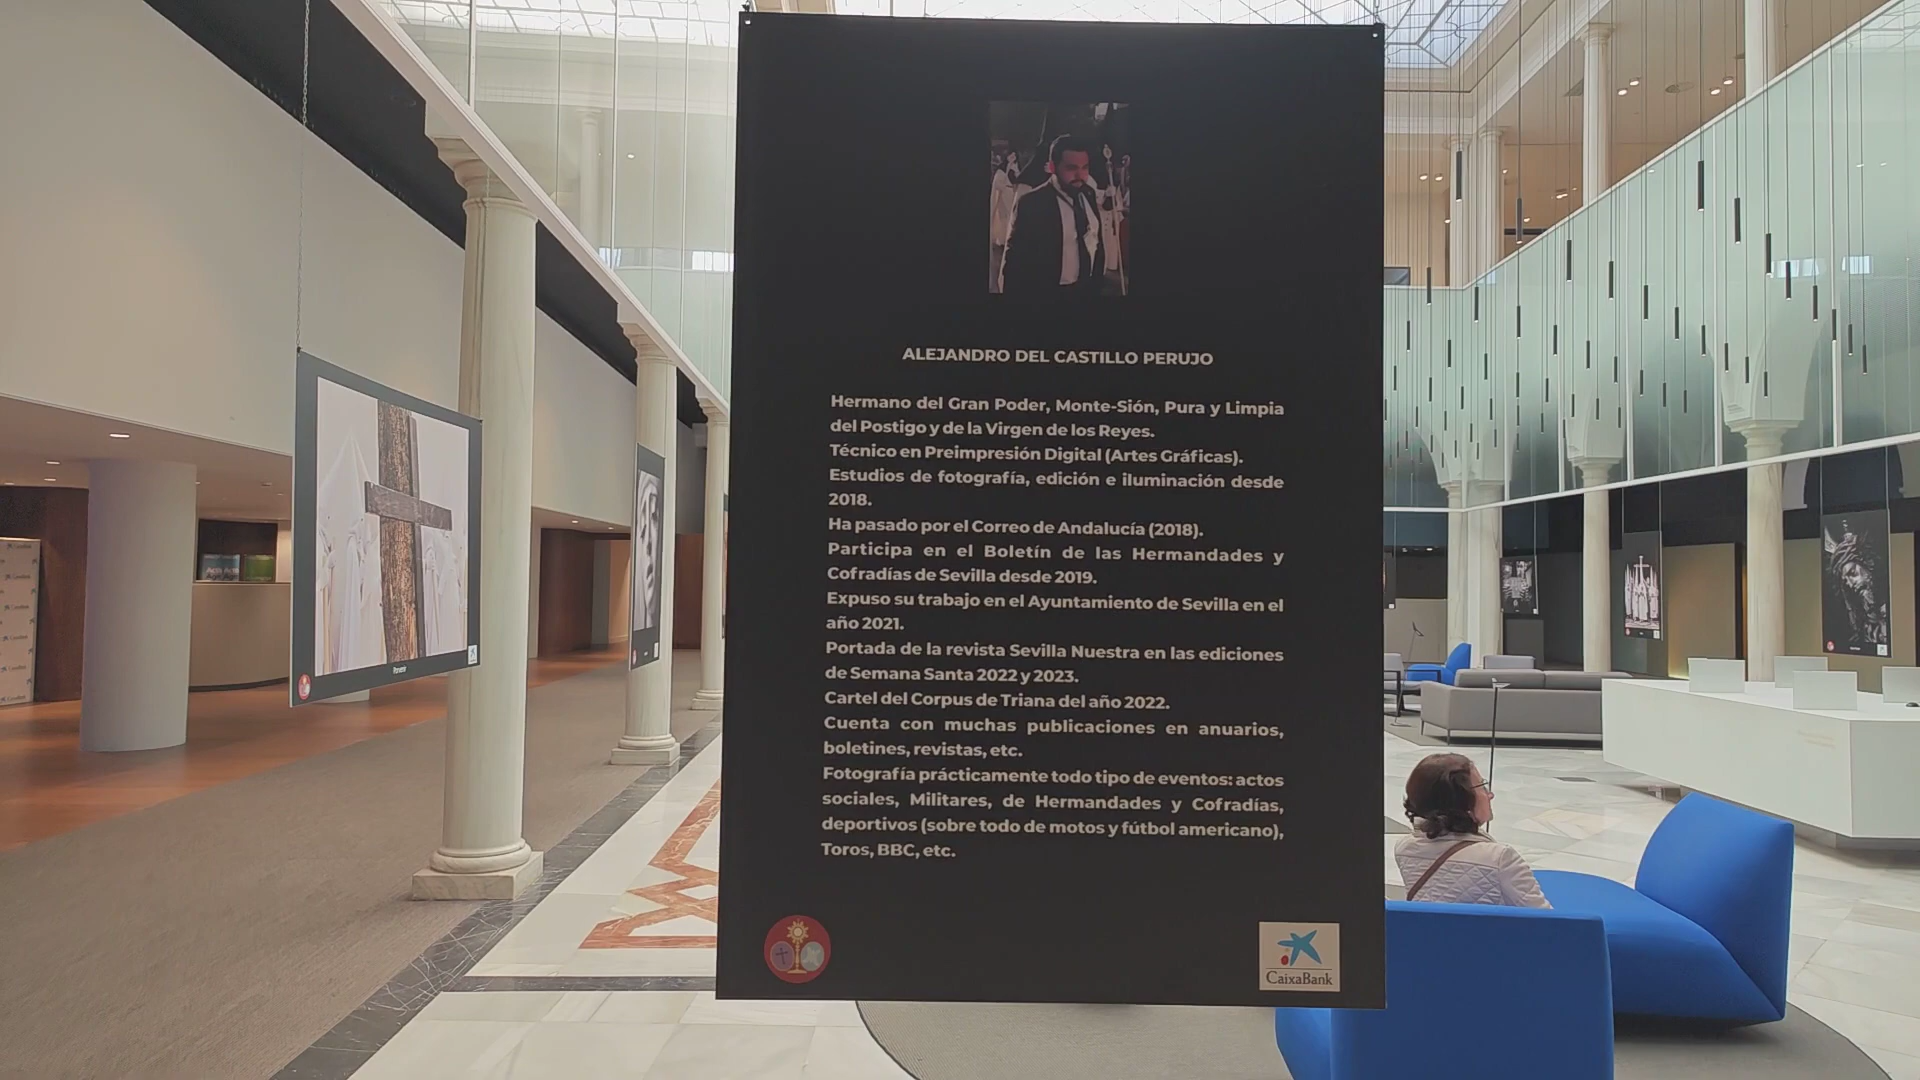 ALEJANDRO DEL CASTILLO PERUJO
Hermano del Gran Poder, Monte-Sión, Pura y Limpia
del Postigo y de la Virgen de los Reyes.
Técnico en Preimpresión Digital (Artes Gráficas).
Estudios de fotografía, edición e iluminación desde
2018.
Ha pasado por el Correo de Andalucía (2018).
Participa en el Boletín de las Hermandades y
Cofradías de Sevilla desde 2019.
Expuso su trabajo en el Ayuntamiento de Sevilla en el
año 2021.
Portada de la revista Sevilla Nuestra en las ediciones
de Semana Santa 2022 y 2023.
Cartel del Corpus de Triana del año 2022.
Cuenta con muchas publicaciones en anuarios,
boletines, revistas, etc.
Fotografía prácticamente todo tipo de eventos: actos
sociales, Militares, de Hermandades y Cofradías,
deportivos (sobre todo de motos y fútbol americano),
Toros, BBC, etc.
CaixaBank